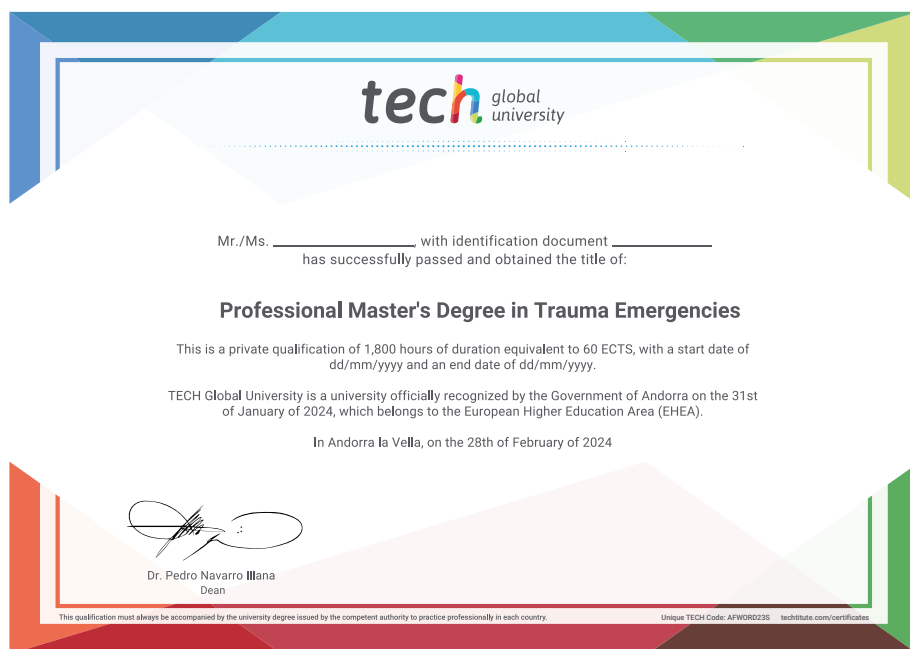 tech global
university
Mr./Ms. ____________, with identification document ____________
has successfully passed and obtained the title of:
Professional Master's Degree in Trauma Emergencies
This is a private qualification of 1,800 hours of duration equivalent to 60 ECTS, with a start date of
dd/mm/yyyy and an end date of dd/mm/yyyy.
TECH Global University is a university officially recognized by the Government of Andorra on the 31st
of January of 2024, which belongs to the European Higher Education Area (EHEA).
In Andorra la Vella, on the 28th of February of 2024
Dr. Pedro Navarro Illana
Dean
This qualification must always be accompanied by the university degree issued by the competent authority to practice professionally in each country.
Unique TECH Code: AFWORD23S techtitute.com/certificates